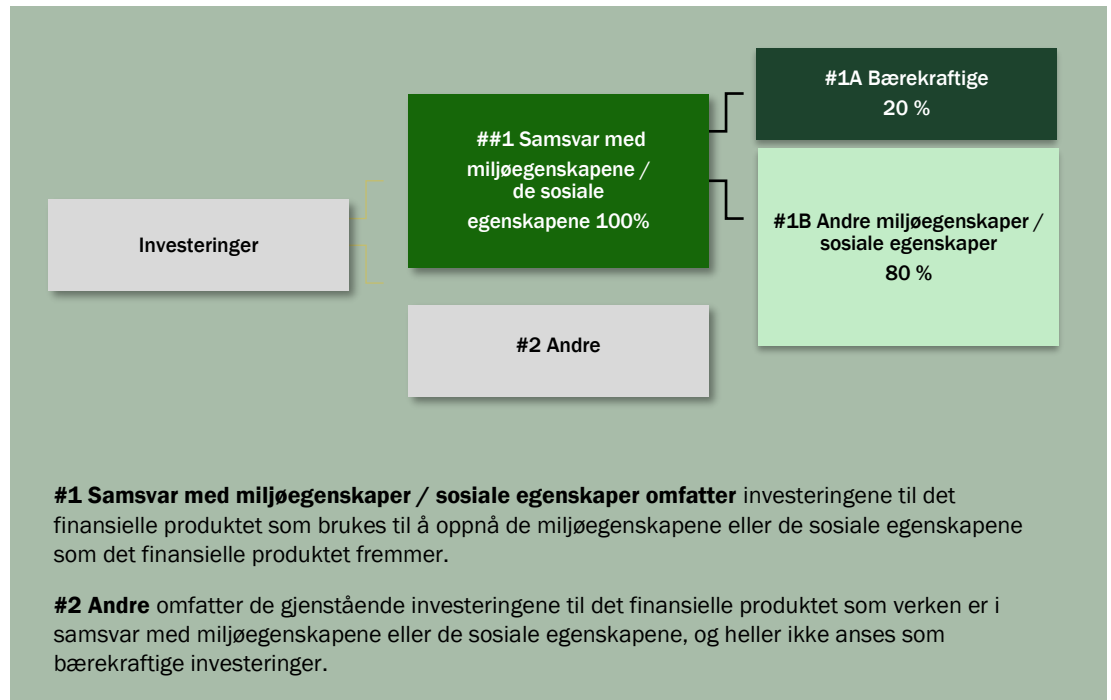 Investeringer
##1 Samsvar med
miljøegenskapene /
de sosiale
egenskapene 100%
#2 Andre
#1A Bærekraftige
20 %
#1B Andre miljøegenskaper /
sosiale egenskaper
80 %
#1 Samsvar med miljøegenskaper / sosiale egenskaper omfatter investeringene til det
finansielle produktet som brukes til å oppnå de miljøegenskapene eller de sosiale egenskapene
som det finansielle produktet fremmer.
#2 Andre omfatter de gjenstående investeringene til det finansielle produktet som verken er i
samsvar med miljøegenskapene eller de sosiale egenskapene, og heller ikke anses som
bærekraftige investeringer.